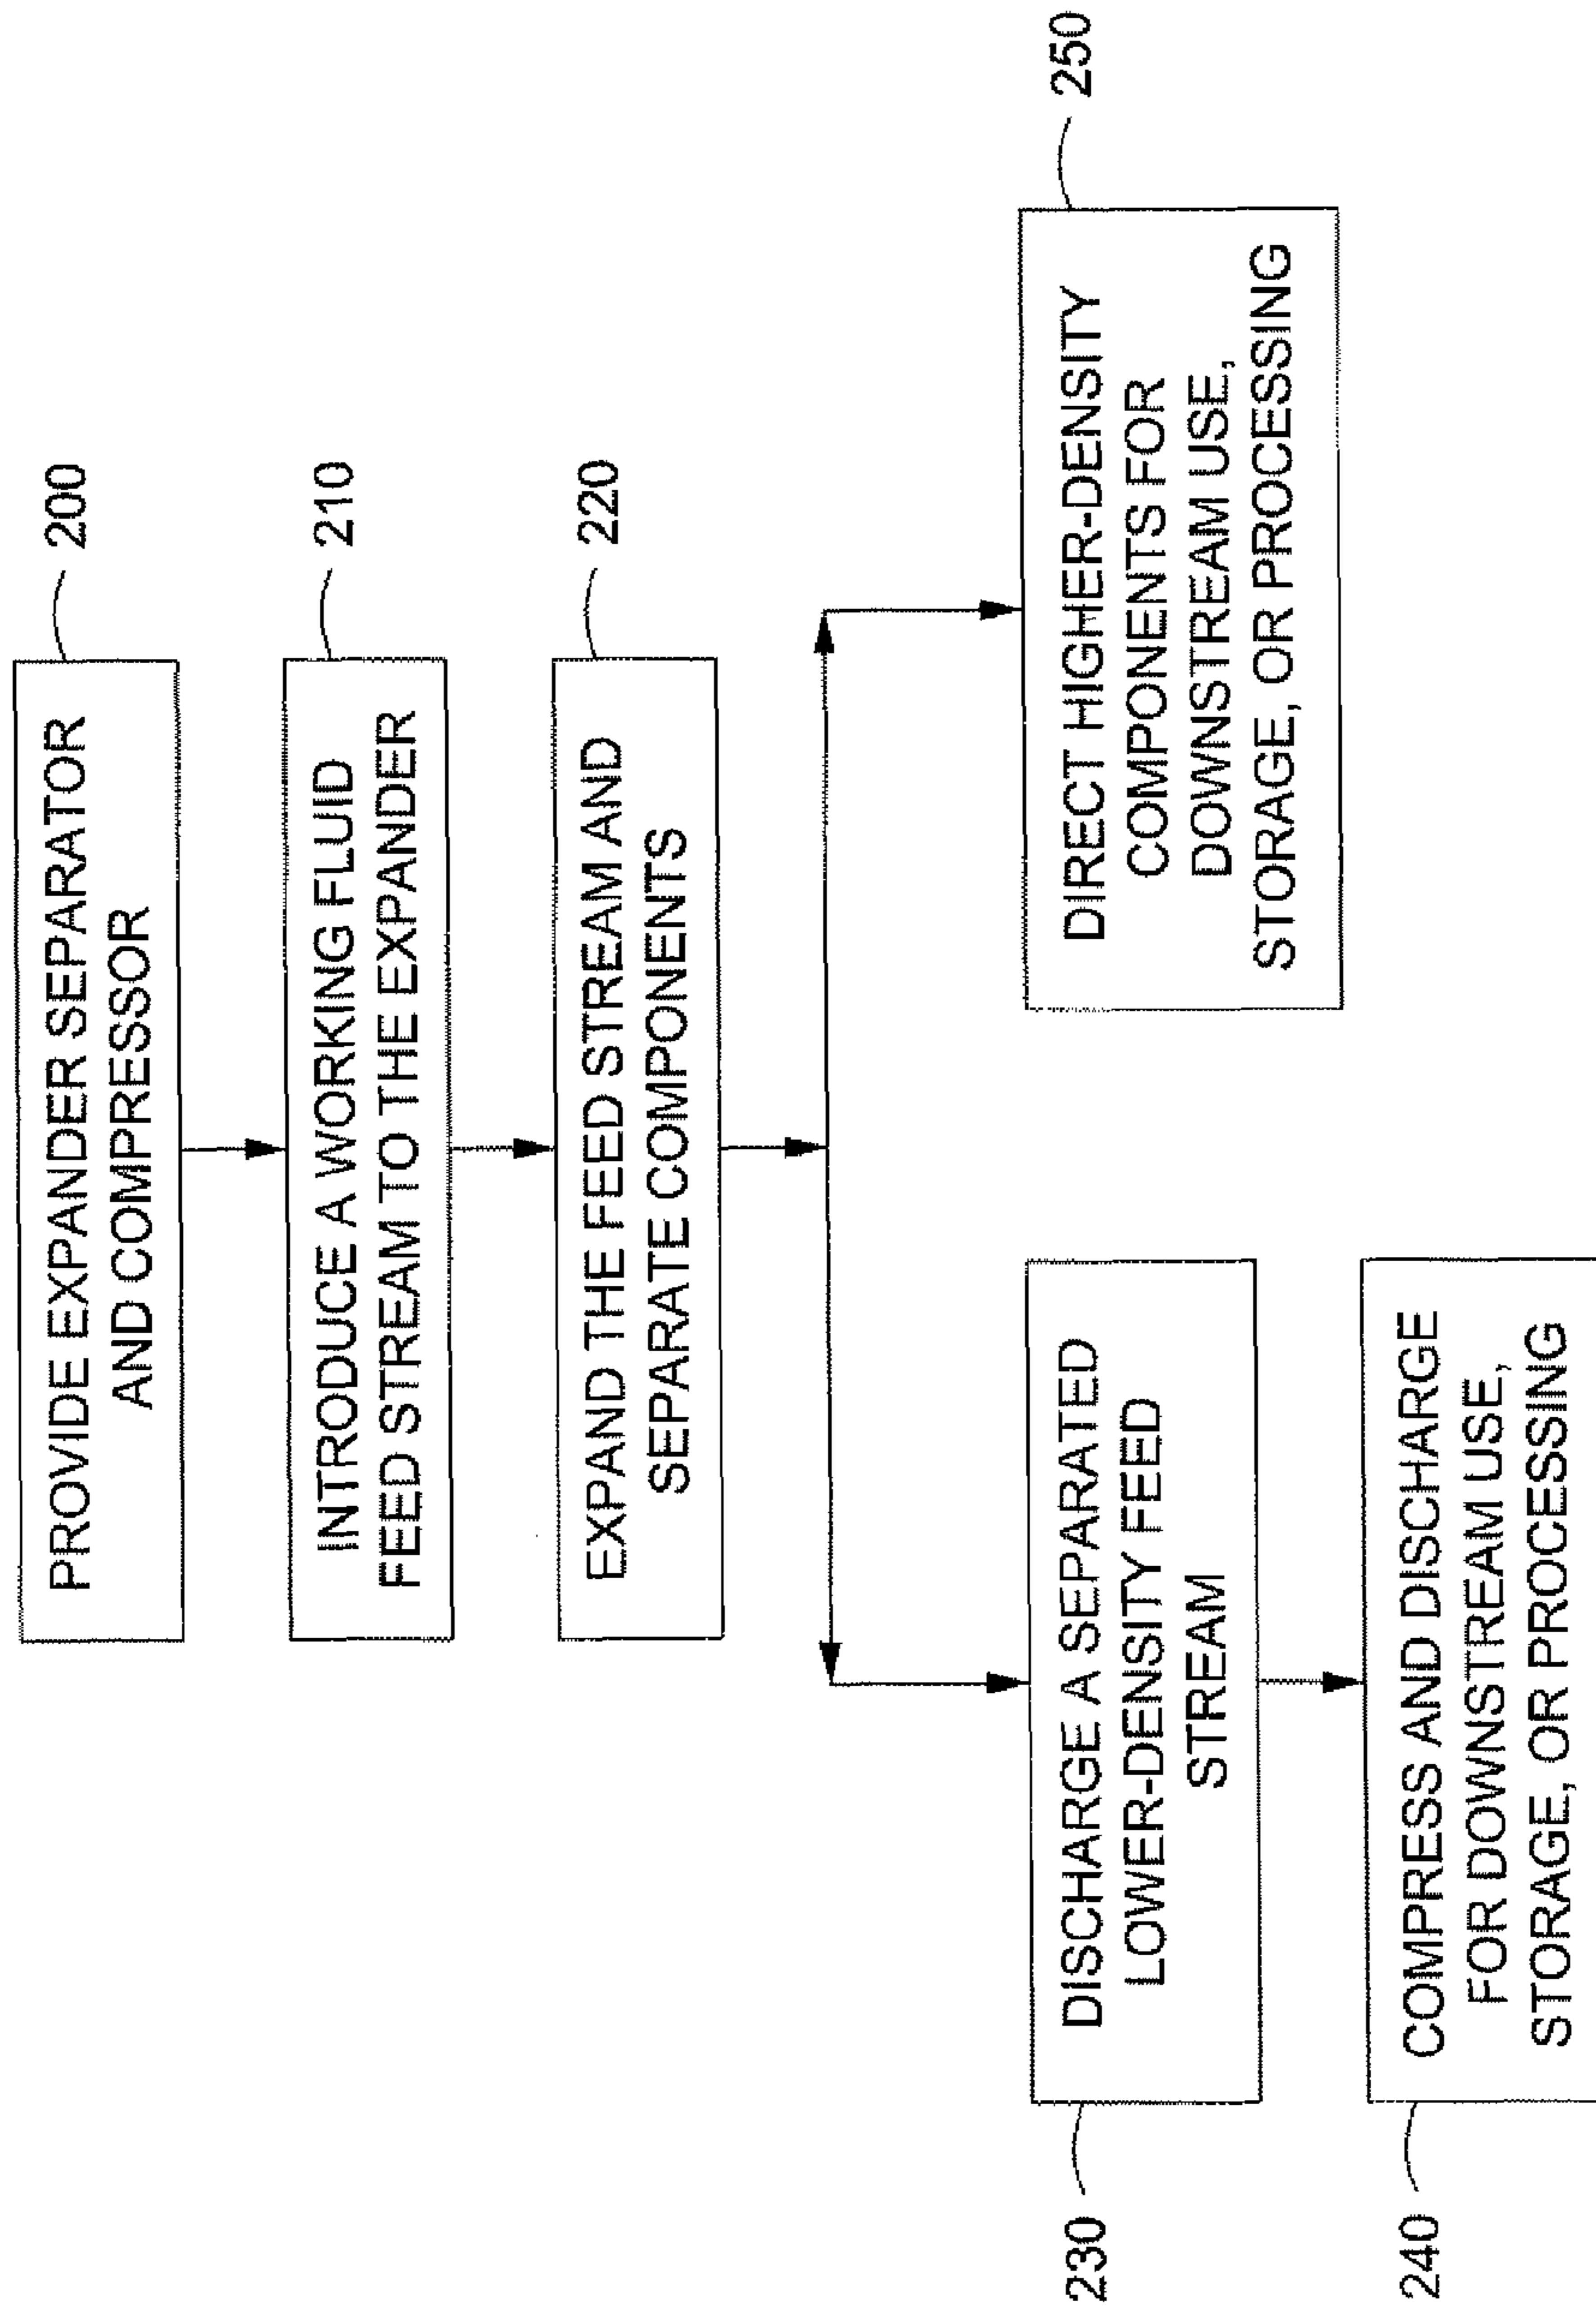 PROVIDE EXPANDER SEPARATOR
AND COMPRESSOR
200
INTRODUCE A WORKING FLUID
FEED STREAM TO THE EXPANDER
210
EXPAND THE FEED STREAM AND
SEPARATE COMPONENTS
220
DISCHARGE A SEPARATED
LOWER-DENSITY FEED
STREAM
230
COMPRESS AND DISCHARGE
FOR DOWNSTREAM USE,
STORAGE, OR PROCESSING
240
DIRECT HIGHER-DENSITY
COMPONENTS FOR
DOWNSTREAM USE,
STORAGE, OR PROCESSING
250